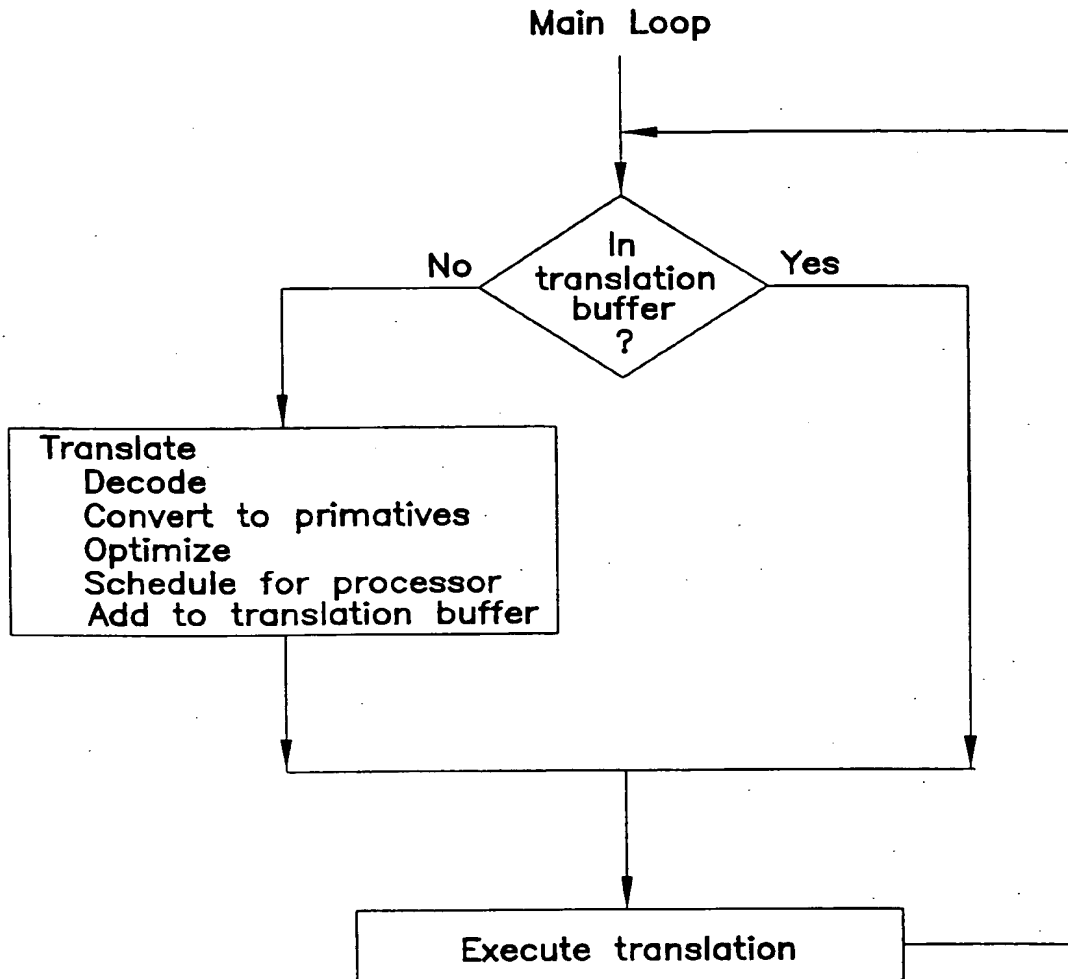 Main Loop
In
translation
buffer
?
No
Yes
Translate
Decode
Convert to primatives
Optimize
Schedule for processor
Add to translation buffer
Execute translation